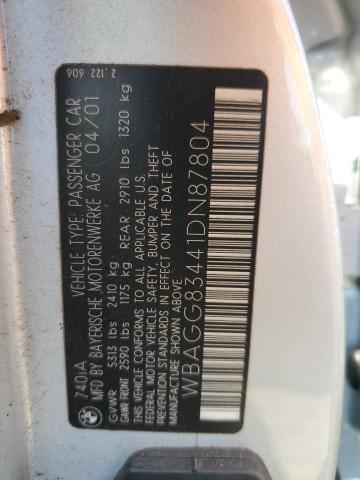 2.122 606
740iA VEHICLE TYPE: PASSENGER CAR
MFD BY BAYERISCHE MOTORENWERKE AG 04/01
GVWR 5313 lbs 2410 kg
GAWR FRONT 2590 lbs 1175 kg REAR 2910 lbs 1320 kg
THIS VEHICLE CONFORMS TO ALL APPLICABLE U.S.
FEDERAL MOTOR VEHICLE SAFETY, BUMPER AND THEFT
PREVENTION STANDARDS IN EFFECT ON THE DATE OF
MANUFACTURE SHOWN ABOVE.
WBAGG83441DN87804